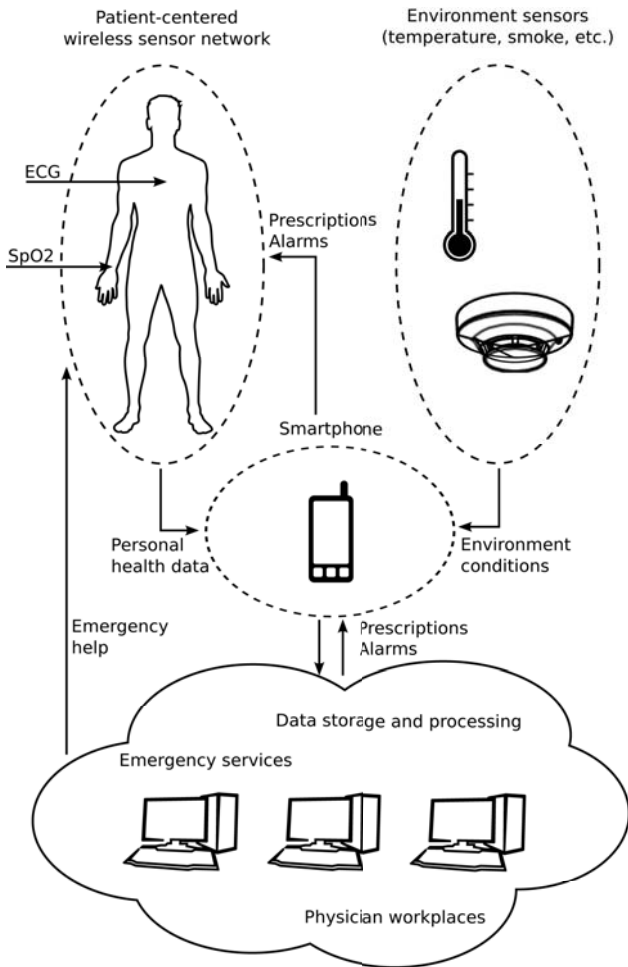 Patient-centered
wireless sensor network
Environment sensors
(temperature, smoke, etc.)
ECG
SpO2
Prescriptions
Alarms
Smartphone
Personal
health data
Environment
conditions
Emergency
help
Prescriptions
Alarms
Data storage and processing
Emergency services
Physician workplaces